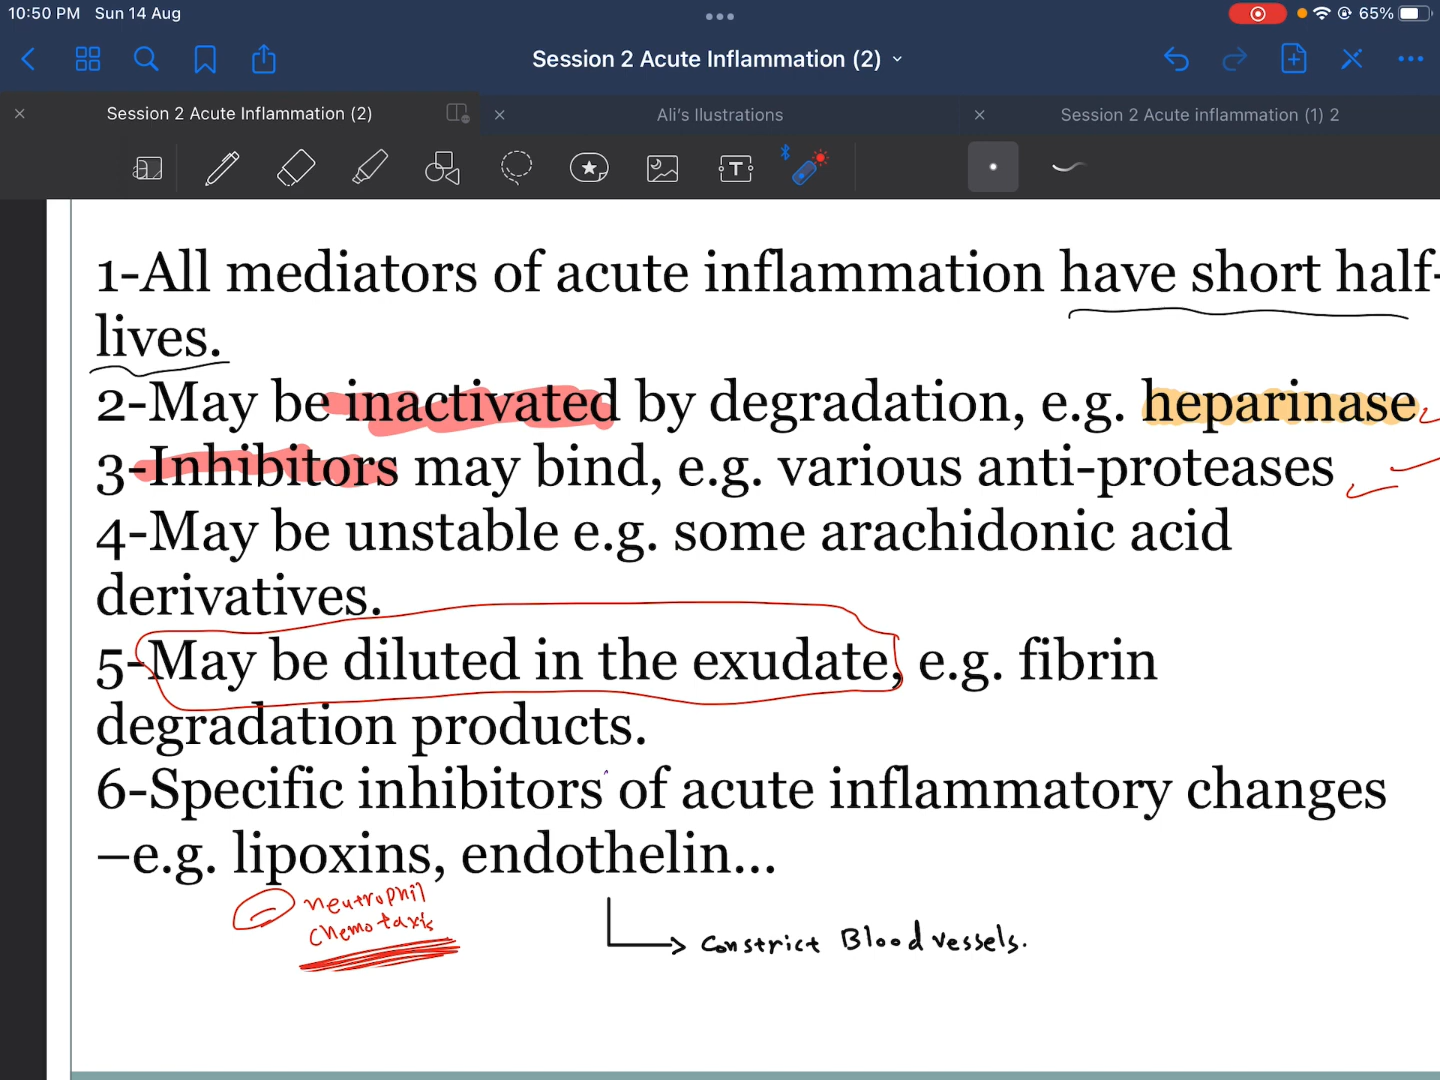 10:50 PM Sun 14 Aug
65%
Session 2 Acute Inflammation (2)
Session 2 Acute Inflammation (2)
Ali's Ilustrations
Session 2 Acute inflammation (1) 2
1-All mediators of acute inflammation have short half-
lives.
2-May be inactivated by degradation, e.g. heparinase
3-Inhibitors may bind, e.g. various anti-proteases
4-May be unstable e.g. some arachidonic acid
derivatives.
5-May be diluted in the exudate, e.g. fibrin
degradation products.
6-Specific inhibitors of acute inflammatory changes
–e.g. lipoxins, endothelin...
neutrophil
chemotaxis
Constrict Blood vessels.